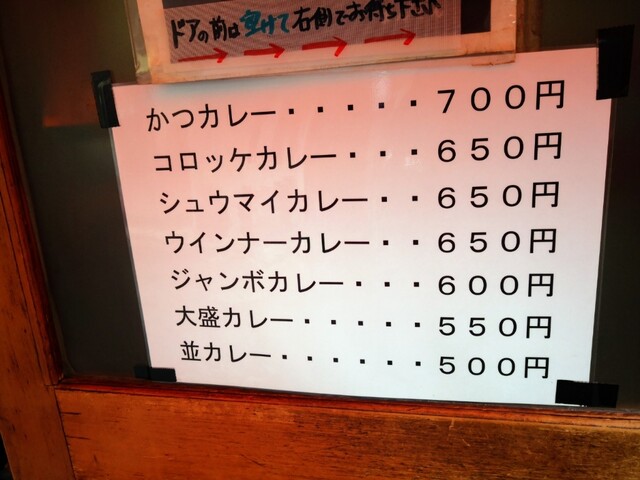 ドアの前は空けて右側でお待ち下さい
かつカレー・・・・・７００円
コロッケカレー・・・６５０円
シュウマイカレー・・６５０円
ウインナーカレー・・６５０円
ジャンボカレー・・・６００円
大盛カレー・・・・・５５０円
並カレー・・・・・・５００円